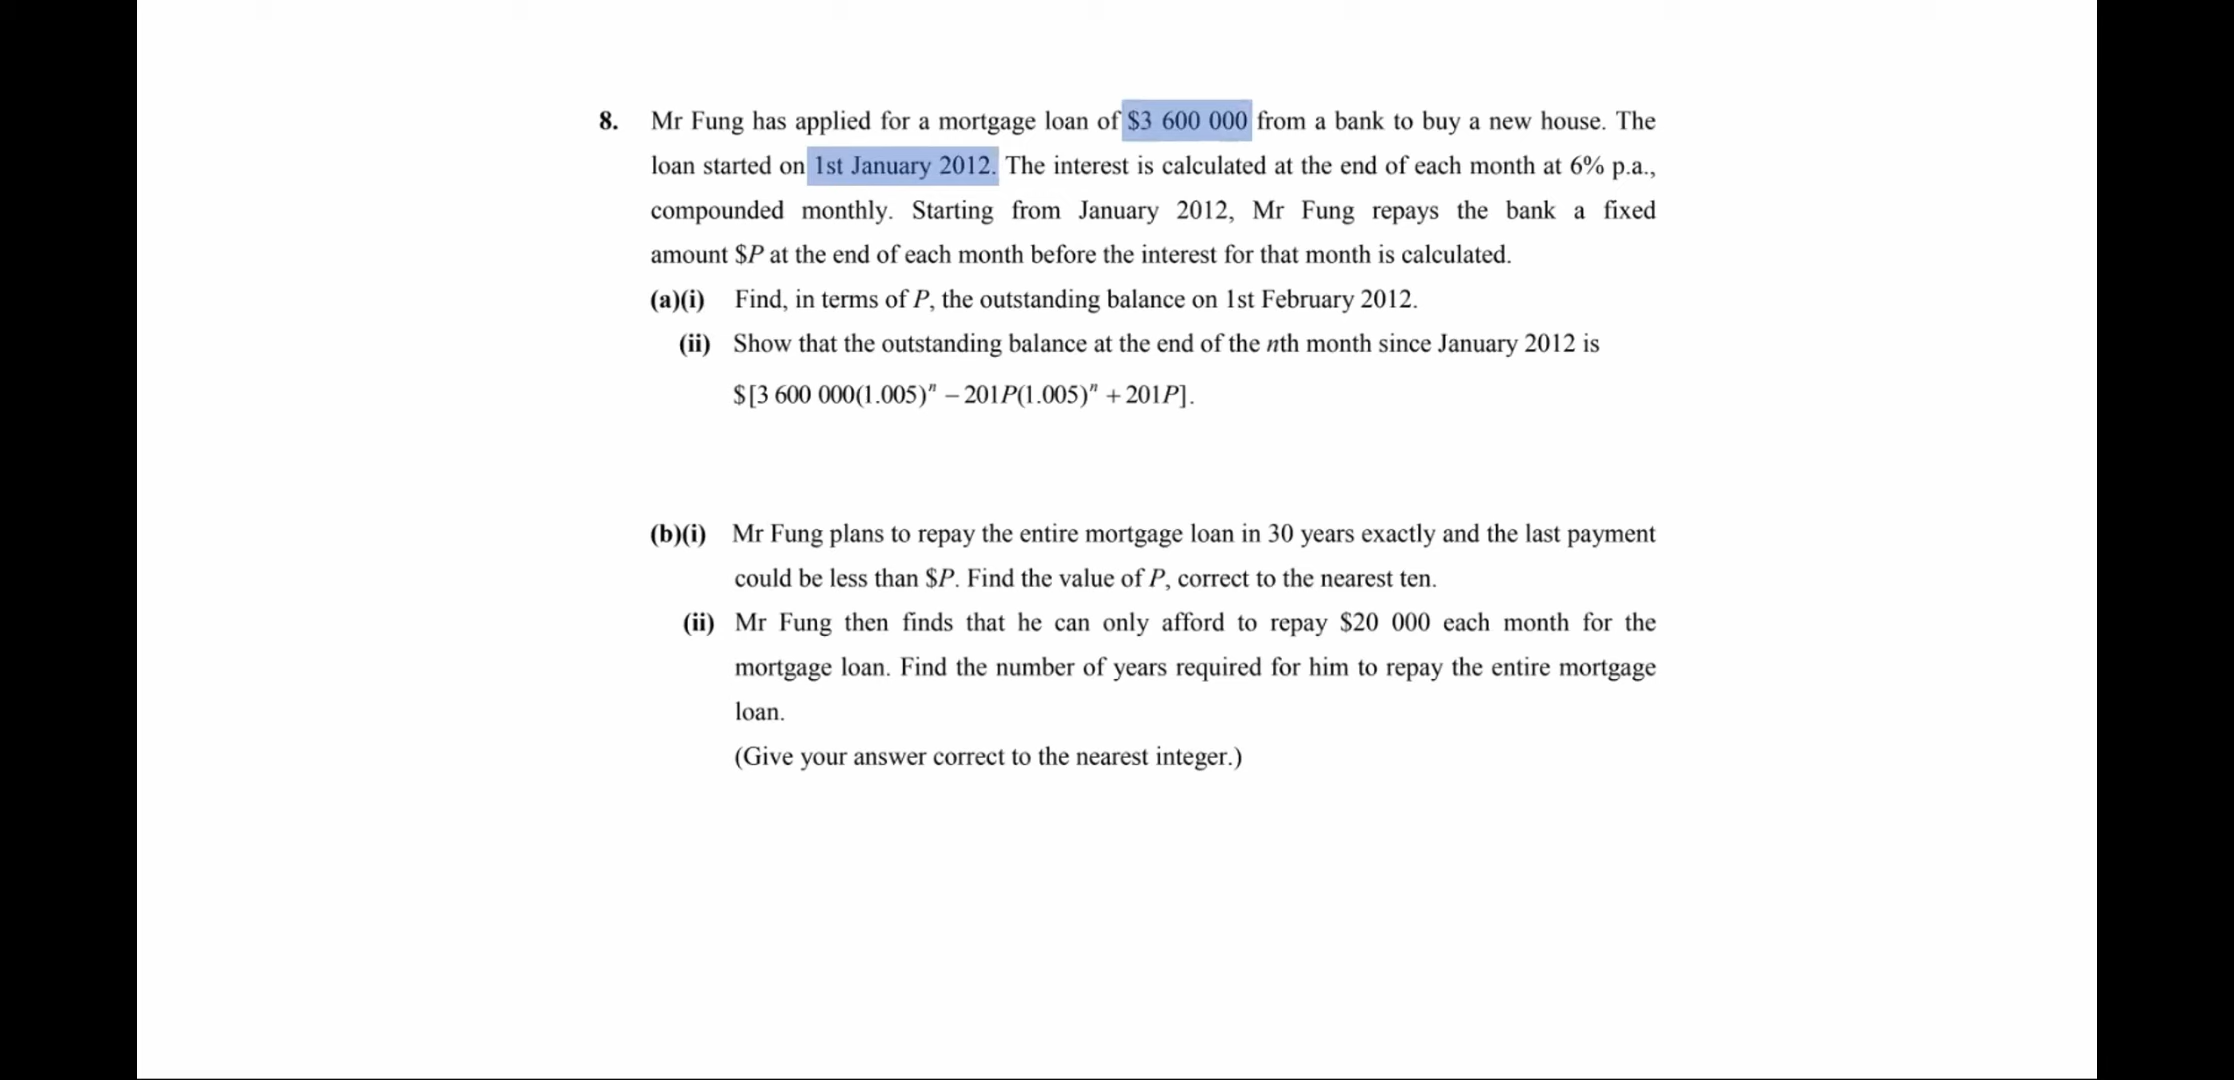 8. Mr Fung has applied for a mortgage loan of $3 600 000 from a bank to buy a new house. The
loan started on 1st January 2012. The interest is calculated at the end of each month at 6% p.a.,
compounded monthly. Starting from January 2012, Mr Fung repays the bank a fixed
amount $P at the end of each month before the interest for that month is calculated.
(a)(i) Find, in terms of P, the outstanding balance on 1st February 2012.
(ii) Show that the outstanding balance at the end of the nth month since January 2012 is
$[3 600 000(1.005)ⁿ – 201P(1.005)ⁿ + 201P].
(b)(i) Mr Fung plans to repay the entire mortgage loan in 30 years exactly and the last payment
could be less than $P. Find the value of P, correct to the nearest ten.
(ii) Mr Fung then finds that he can only afford to repay $20 000 each month for the
mortgage loan. Find the number of years required for him to repay the entire mortgage
loan.
(Give your answer correct to the nearest integer.)